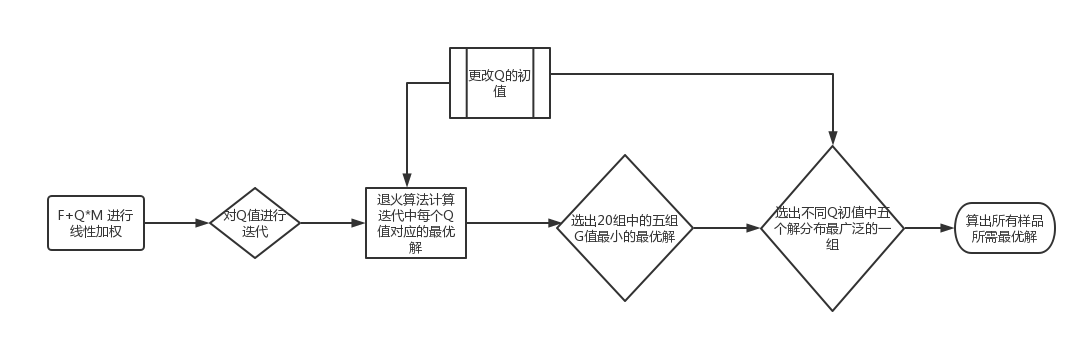 更改Q的初
值
F+Q*M 进行
线性加权
对Q值进行
迭代
退火算法计算
迭代中每个Q
值对应的最优
解
选出20组中的五组
G值最小的最优解
选出不同Q初值中五
个解分布最广泛的一
组
算出所有样品
所需最优解